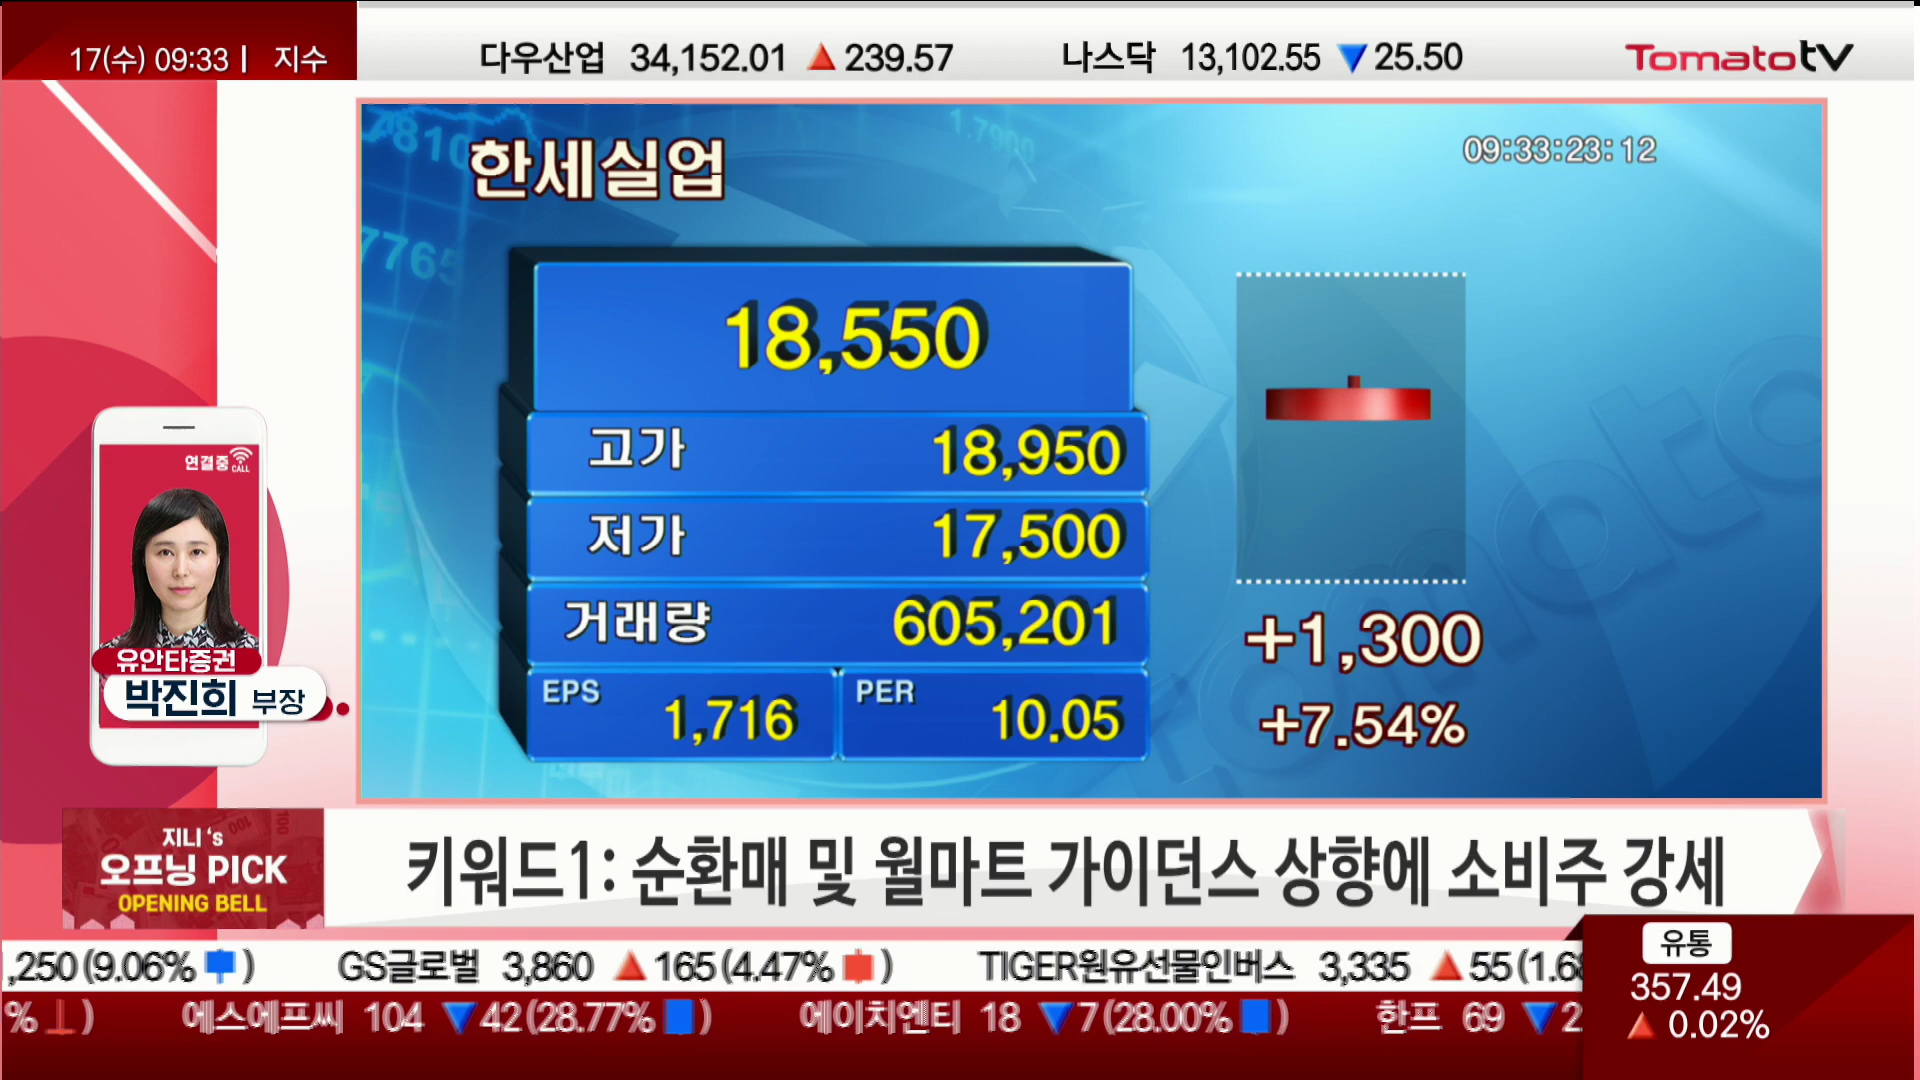 17(수) 09:33 | 지수
다우산업 34,152.01 ▲ 239.57 나스닥 13,102.55 ▼ 25.50
Tomatotv
한세실업
09:33:23:12
18,550
고가 18,950
저가 17,500
거래량 605,201
EPS 1,716 PER 10.05
+1,300
+7.54%
연결중
CALL
유안타증권
박진희 부장
지니's
오프닝 PICK
OPENING BELL
키워드1: 순환매 및 월마트 가이던스 상향에 소비주 강세
,250 (9.06% ) GS글로벌 3,860 ▲ 165 (4.47% ) TIGER원유선물인버스 3,335 ▲ 55 (1.68
% ) 에스에프씨 104 ▼ 42 (28.77% ) 에이치엔티 18 ▼ 7 (28.00% ) 한프 69 ▼ 2
유통
357.49
▲ 0.02%